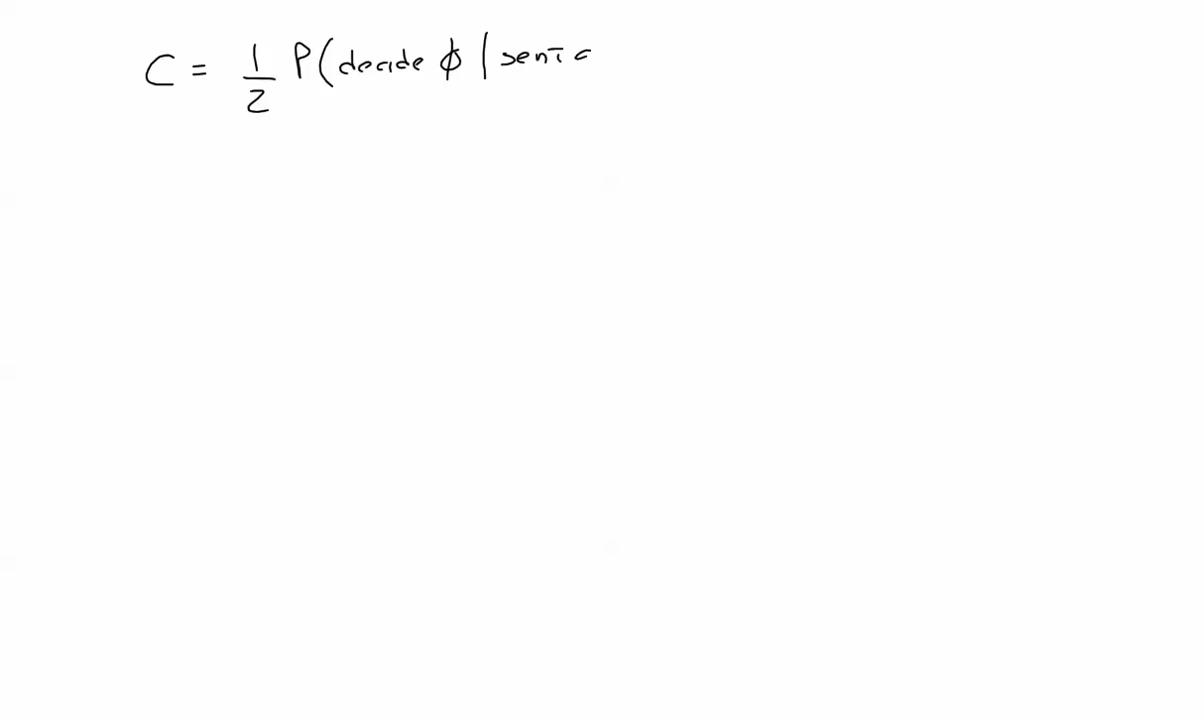 C = 1/2 P(decide ϕ | sent